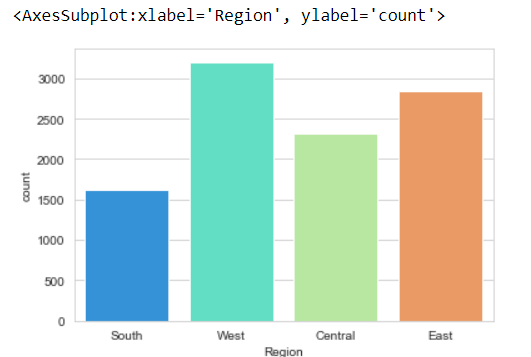 <AxesSubplot:xlabel='Region', ylabel='count'>
3000
2500
2000
1500
1000
500
0
count
South West Central East
Region